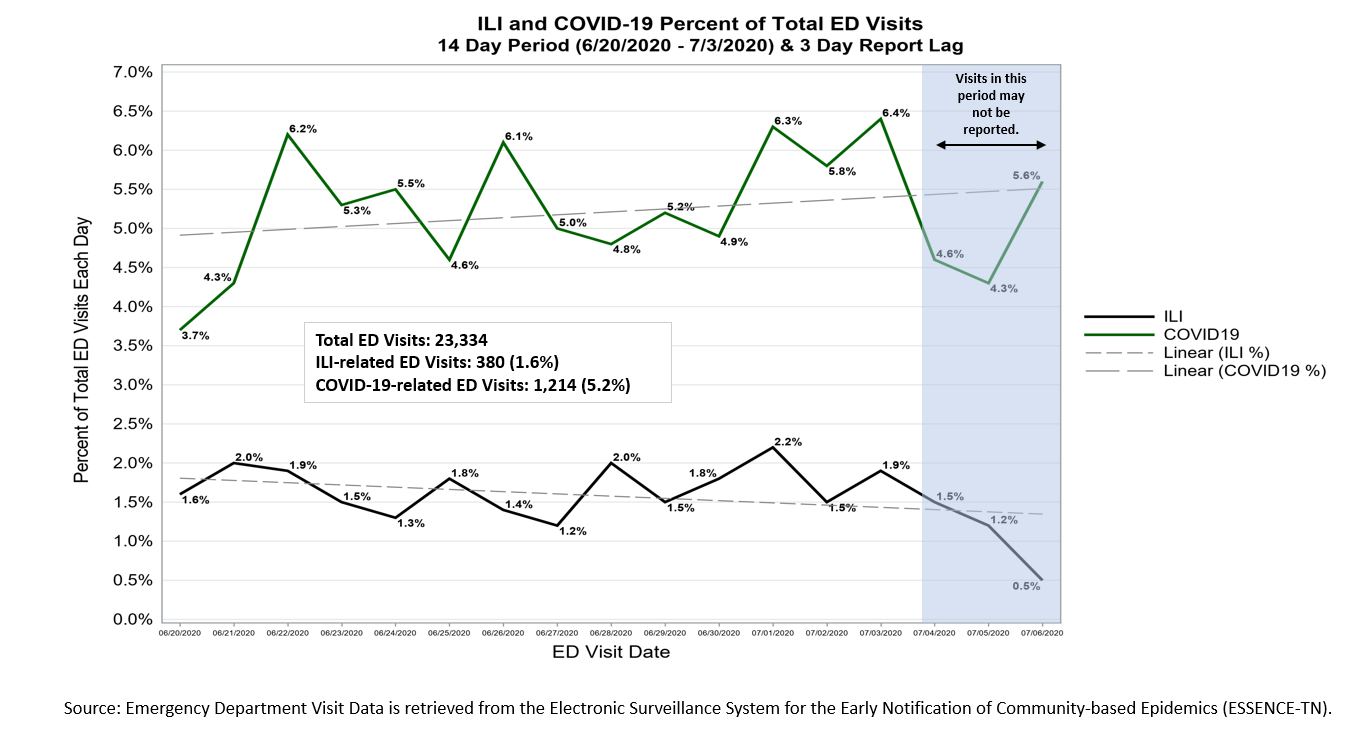 ILI and COVID-19 Percent of Total ED Visits
14 Day Period (6/20/2020 - 7/3/2020) & 3 Day Report Lag
Percent of Total ED Visits Each Day
7.0%
6.5%
6.0%
5.5%
5.0%
4.5%
4.0%
3.5%
3.0%
2.5%
2.0%
1.5%
1.0%
0.5%
0.0%
Visits in this
period may
not be
reported.
3.7%
4.3%
6.2%
5.3%
5.5%
4.6%
6.1%
5.0%
4.8%
5.2%
4.9%
6.3%
5.8%
6.4%
4.6%
4.3%
5.6%
Total ED Visits: 23,334
ILI-related ED Visits: 380 (1.6%)
COVID-19-related ED Visits: 1,214 (5.2%)
1.6%
2.0%
1.9%
1.5%
1.3%
1.8%
1.4%
1.2%
2.0%
1.5%
1.8%
2.2%
1.5%
1.9%
1.5%
1.2%
0.5%
ILI
COVID19
Linear (ILI %)
Linear (COVID19 %)
06/20/2020 06/21/2020 06/22/2020 06/23/2020 06/24/2020 06/25/2020 06/26/2020 06/27/2020 06/28/2020 06/29/2020 06/30/2020 07/01/2020 07/02/2020 07/03/2020 07/04/2020 07/05/2020 07/06/2020
ED Visit Date
Source: Emergency Department Visit Data is retrieved from the Electronic Surveillance System for the Early Notification of Community-based Epidemics (ESSENCE-TN).